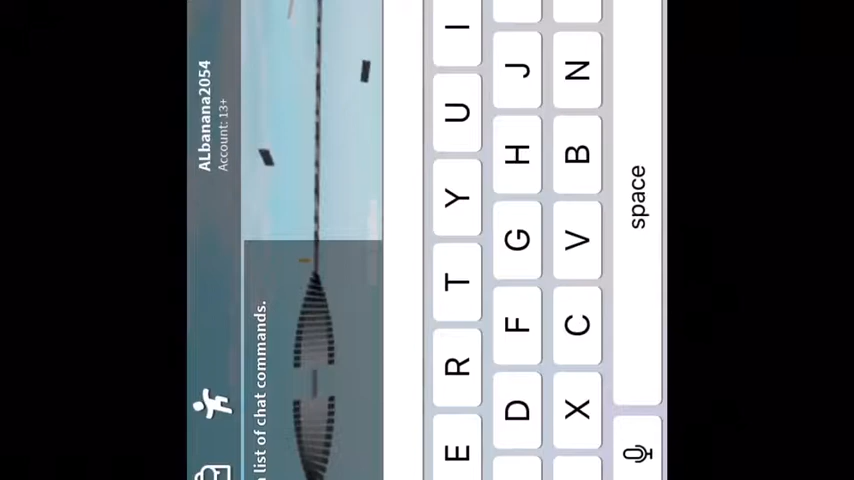 ALbanana2054
Account: 13+
list of chat commands.
E R T Y U I
D F G H J
X C V B N
space